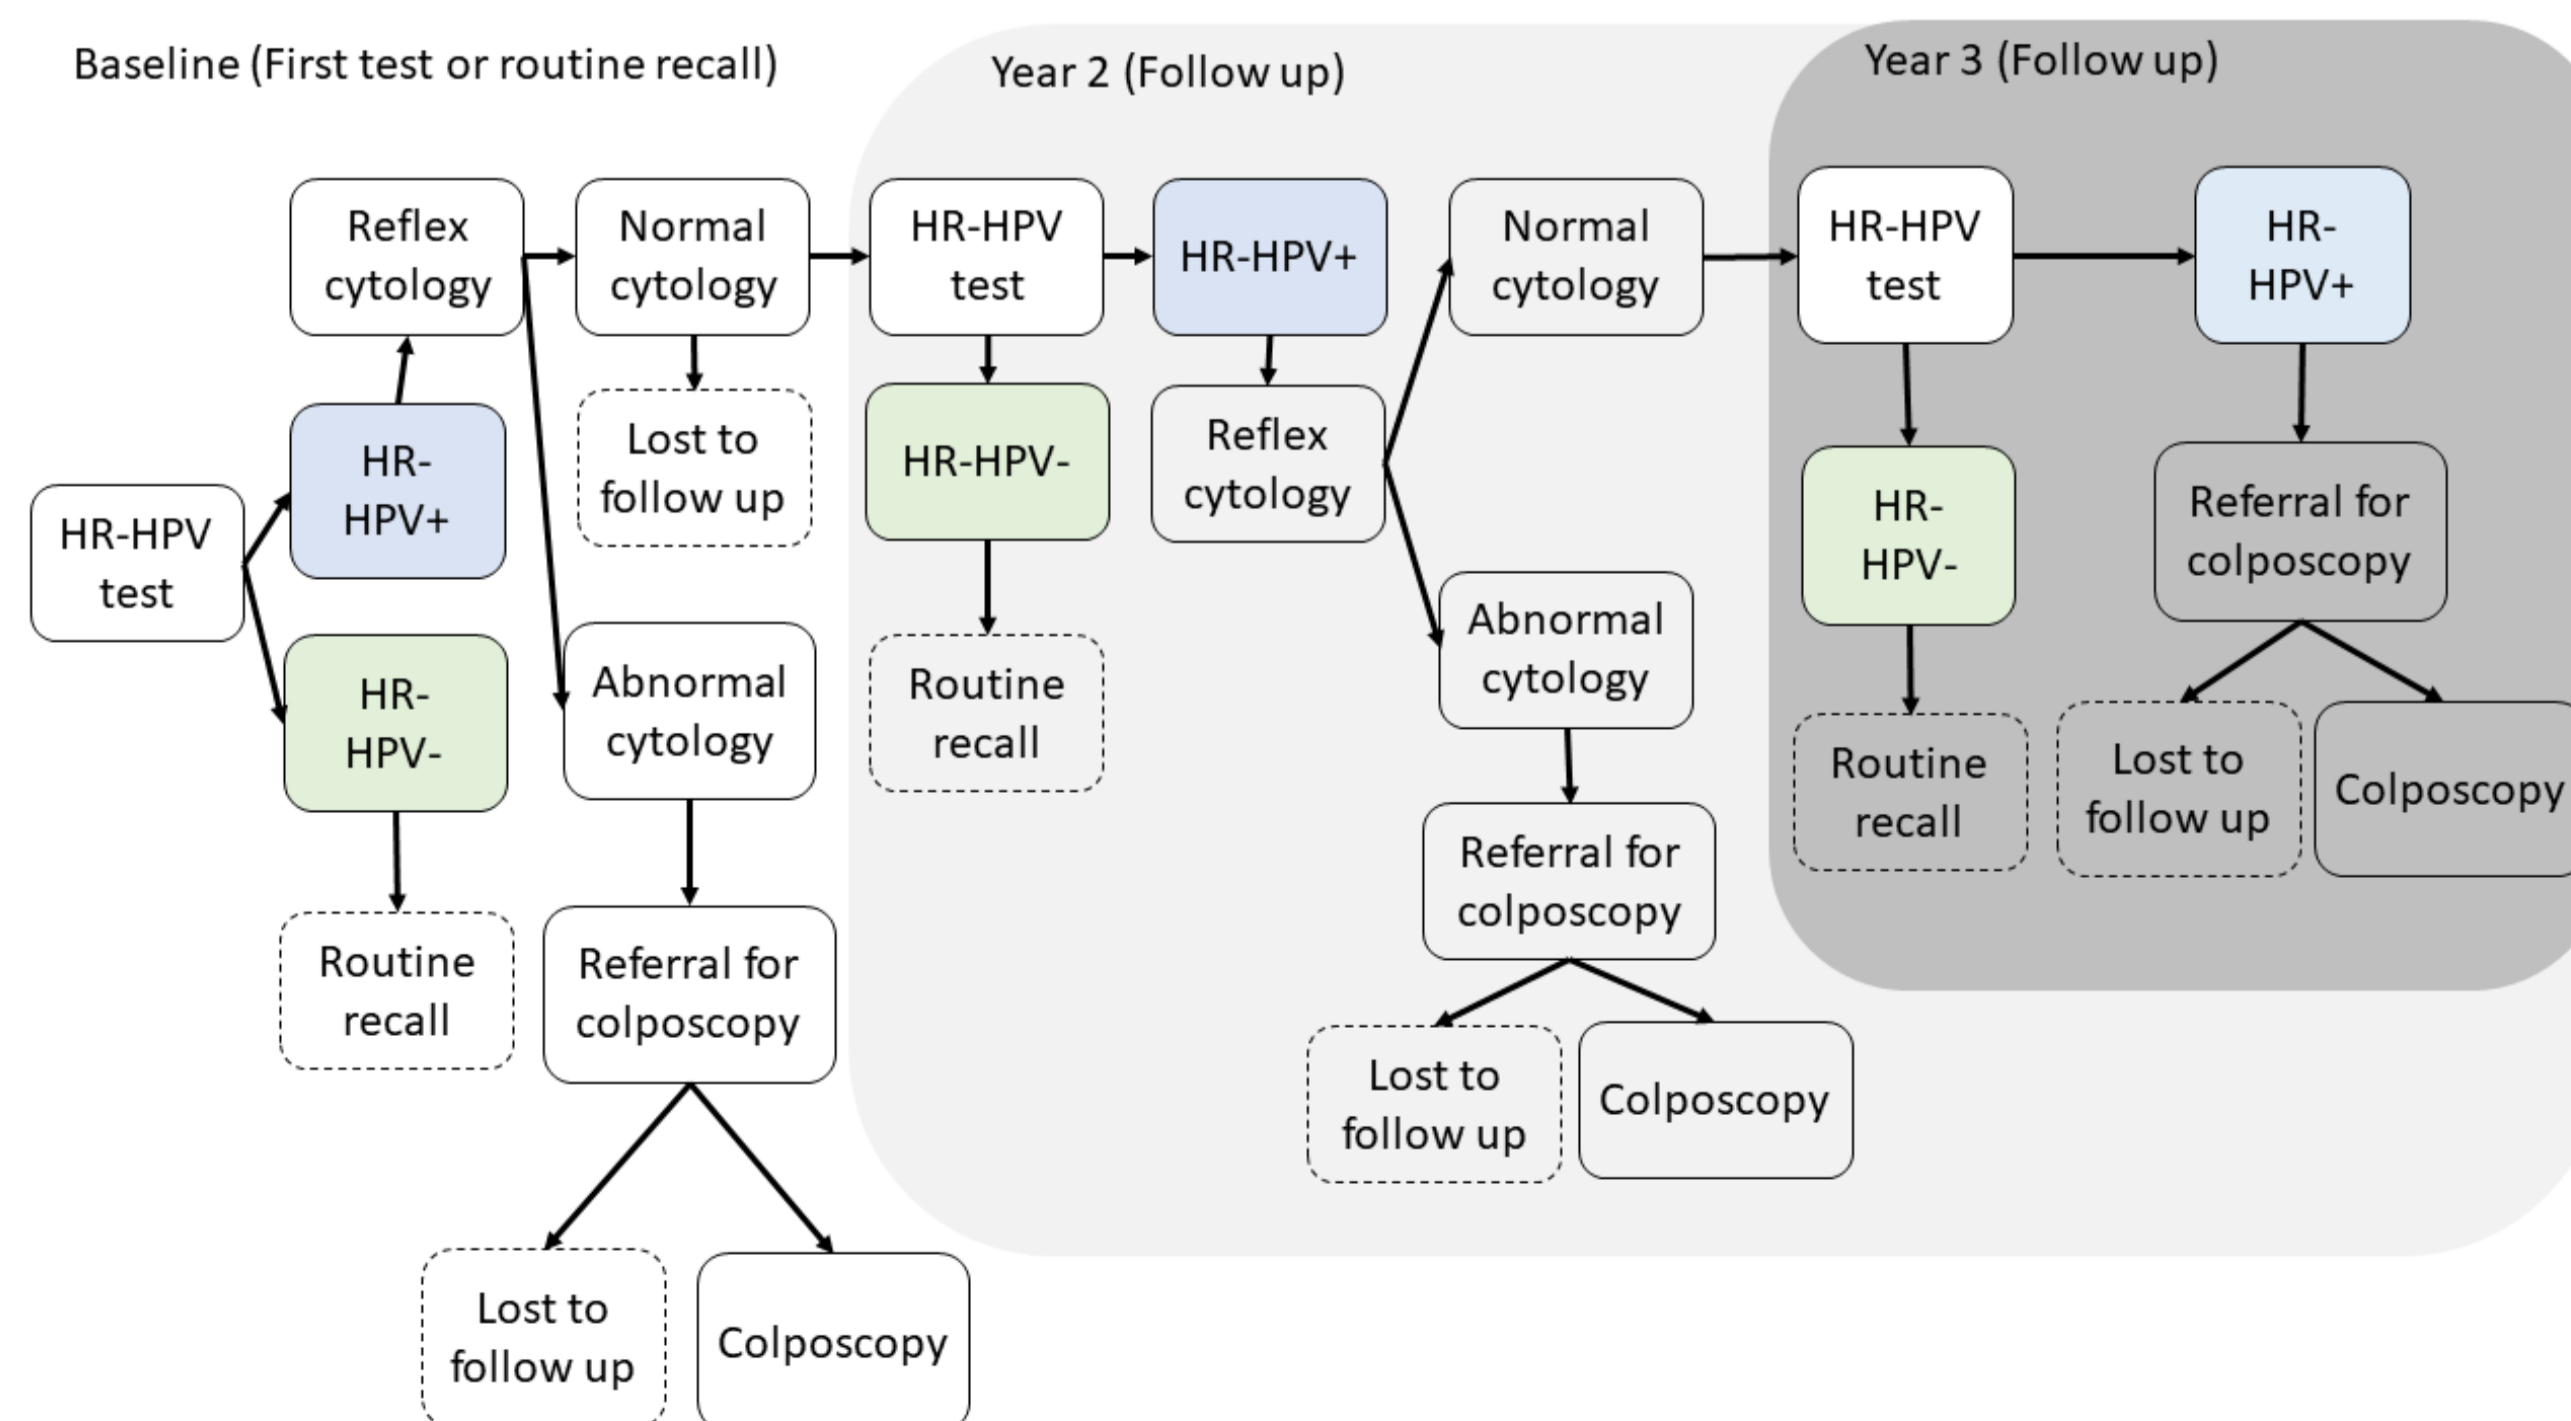 Baseline (First test or routine recall)
HR-HPV
test
HR-
HPV+
HR-
HPV-
Routine
recall
Reflex
cytology
Normal
cytology
Lost to
follow up
Abnormal
cytology
Referral for
colposcopy
Lost to
follow up
Colposcopy
Year 2 (Follow up)
HR-HPV
test
HR-HPV-
Routine
recall
HR-HPV+
Reflex
cytology
Normal
cytology
Abnormal
cytology
Referral for
colposcopy
Lost to
follow up
Colposcopy
Year 3 (Follow up)
HR-HPV
test
HR-
HPV-
Routine
recall
HR-
HPV+
Referral for
colposcopy
Lost to
follow up
Colposcopy